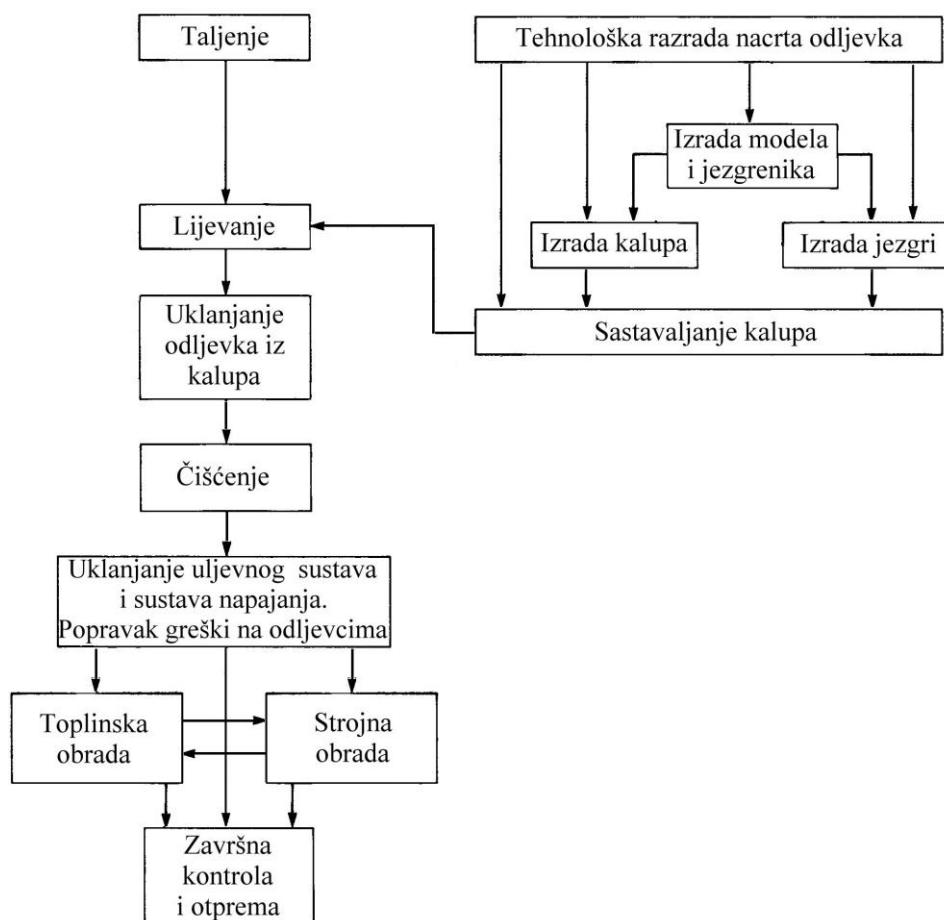 Taljenje
Tehnološka razrada nacrta odljevka
Izrada modela
i jezgrenika
Lijevanje
Izrada kalupa
Izrada jezgri
Uklanjanje
odljevka iz
kalupa
Sastavaljanje kalupa
Čišćenje
Uklanjanje uljevnog sustava
i sustava napajanja.
Popravak greški na odljevcima
Toplinska
obrada
Strojna
obrada
Završna
kontrola
i otprema